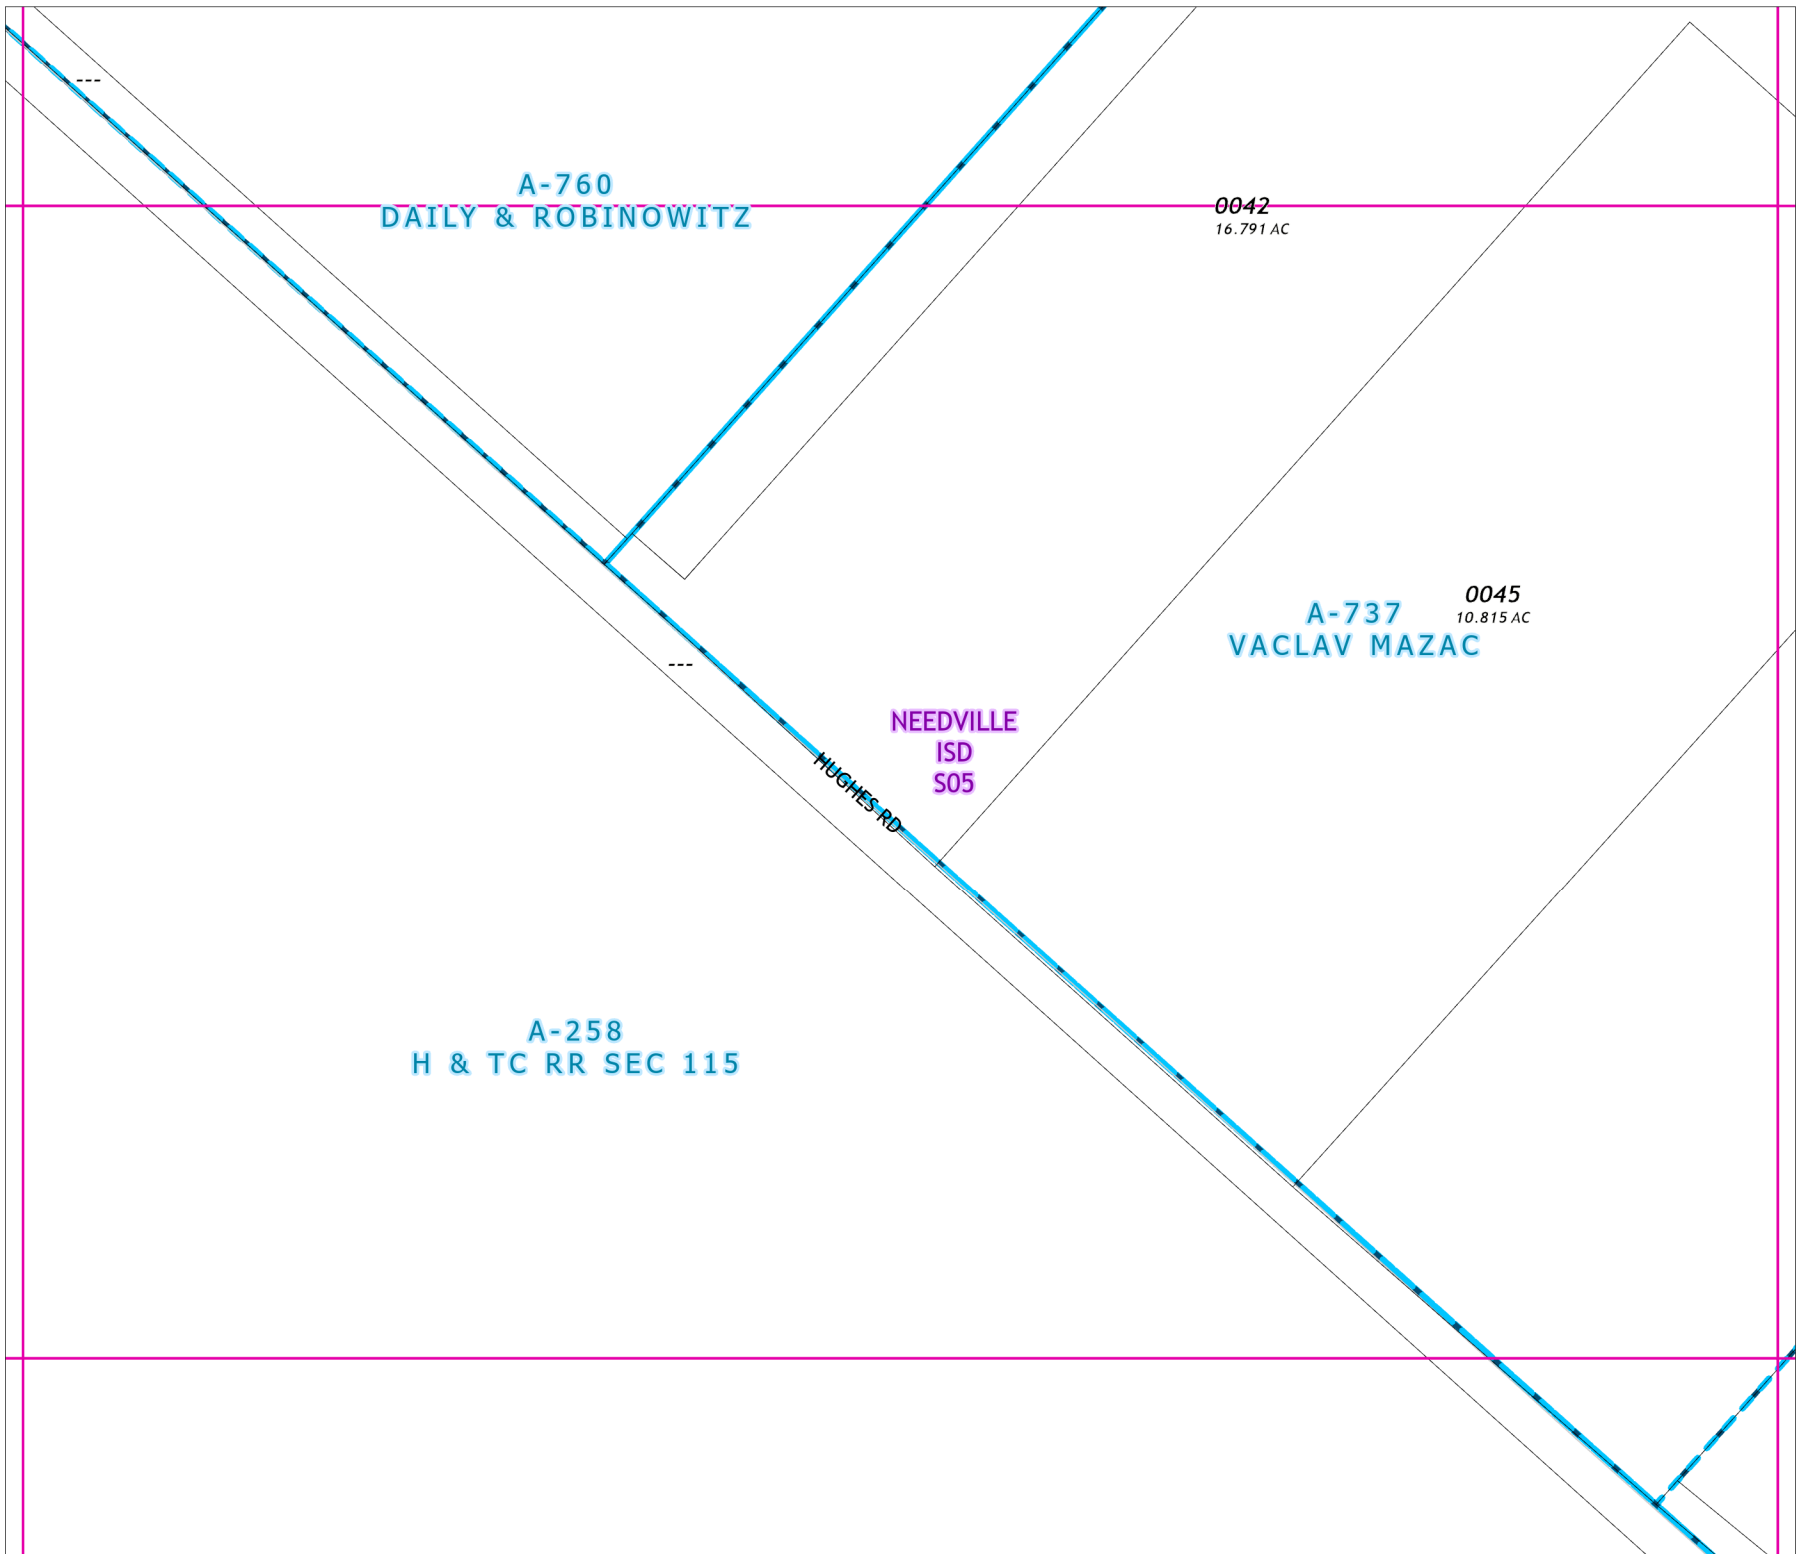 ---
A-760
DAILY & ROBINOWITZ
0042
16.791 AC
0045
10.815 AC
A-737
VACLAV MAZAC
---
NEEDVILLE
ISD
S05
HUGHES RD
A-258
H & TC RR SEC 115